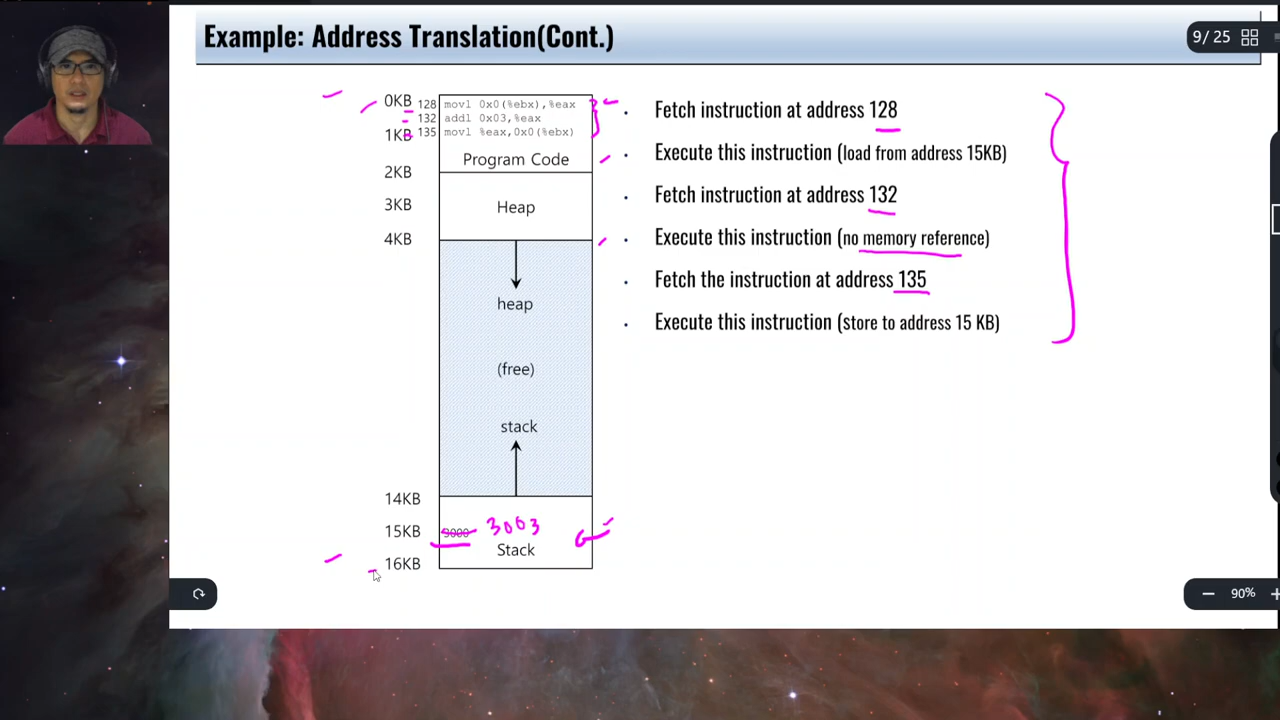 Example: Address Translation(Cont.)
9 / 25
0KB
128 movl 0x0(%ebx),%eax
132 addl 0x03,%eax
1KB 135 movl %eax,0x0(%ebx)
Program Code
2KB
3KB
Heap
4KB
heap
(free)
stack
14KB
15KB 3000 3003
Stack
16KB
• Fetch instruction at address 128
• Execute this instruction (load from address 15KB)
• Fetch instruction at address 132
• Execute this instruction (no memory reference)
• Fetch the instruction at address 135
• Execute this instruction (store to address 15 KB)
90%